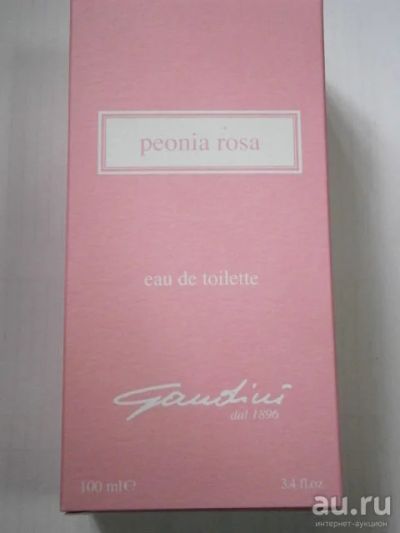 peonia rosa
eau de toilette
Gandini
dal 1896
100 ml ℮
3.4 fl.oz.
au.ru
интернет-аукцион